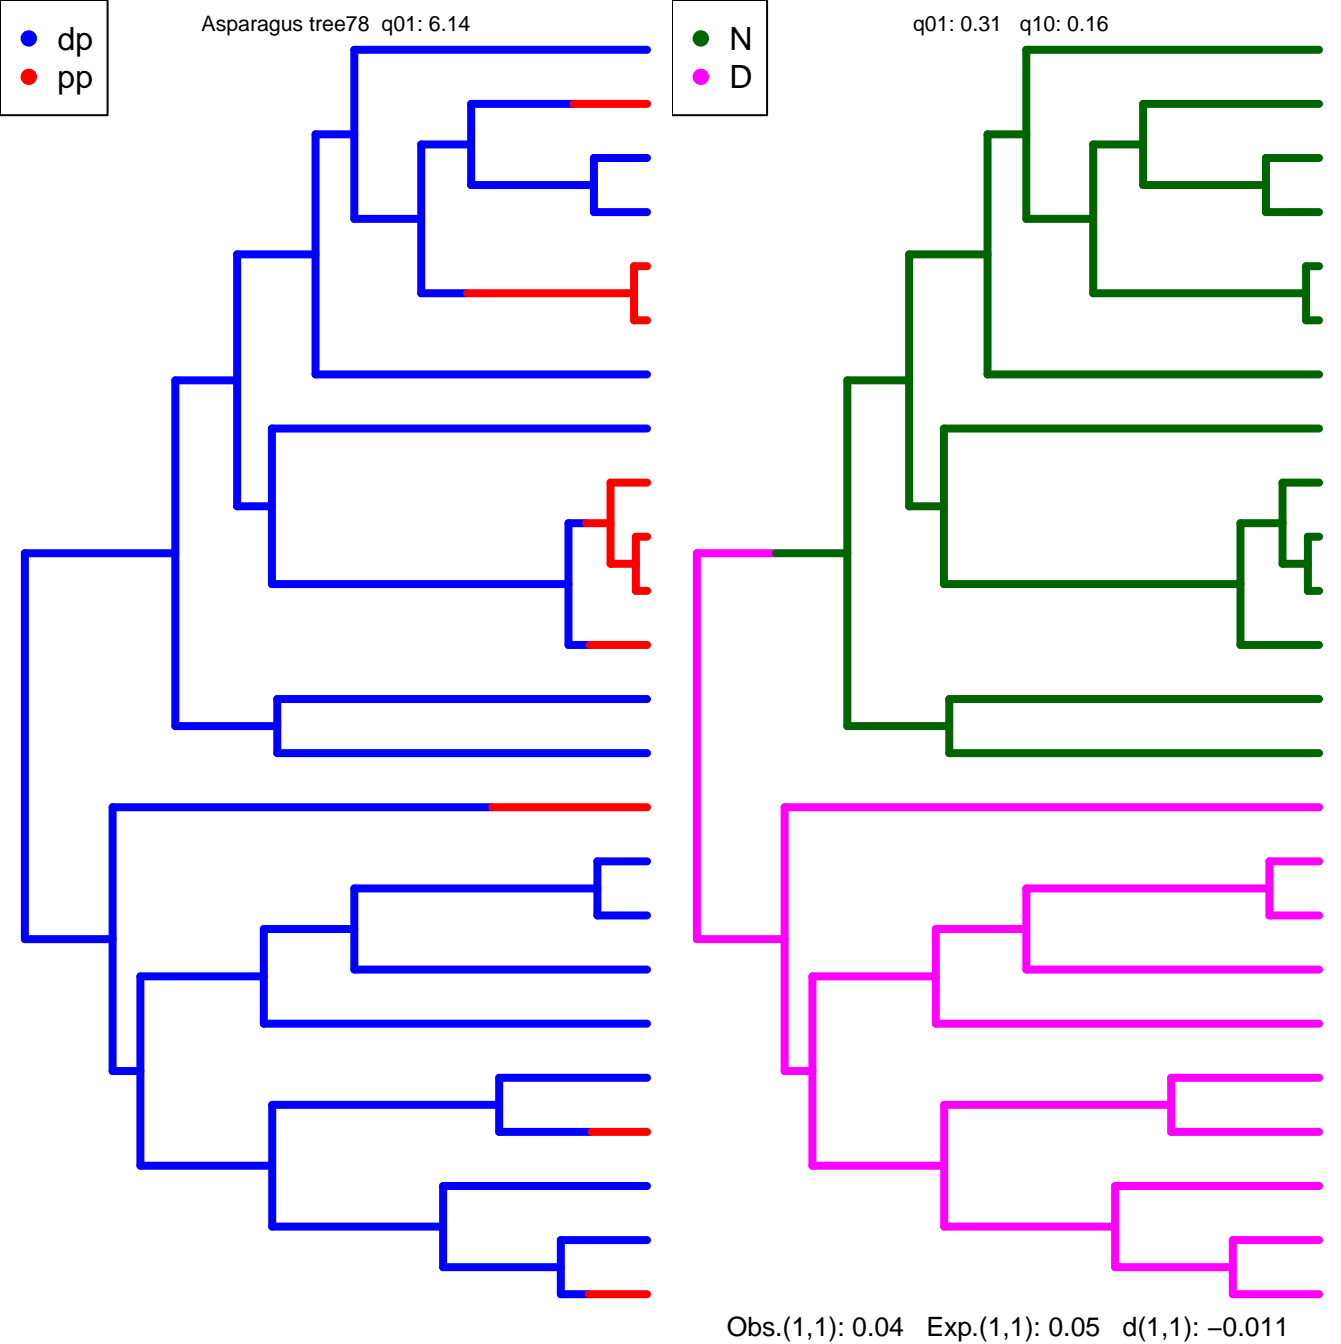 dp
pp
Asparagus tree78 q01: 6.14
N
D
q01: 0.31 q10: 0.16
Obs.(1,1): 0.04 Exp.(1,1): 0.05 d(1,1): −0.011